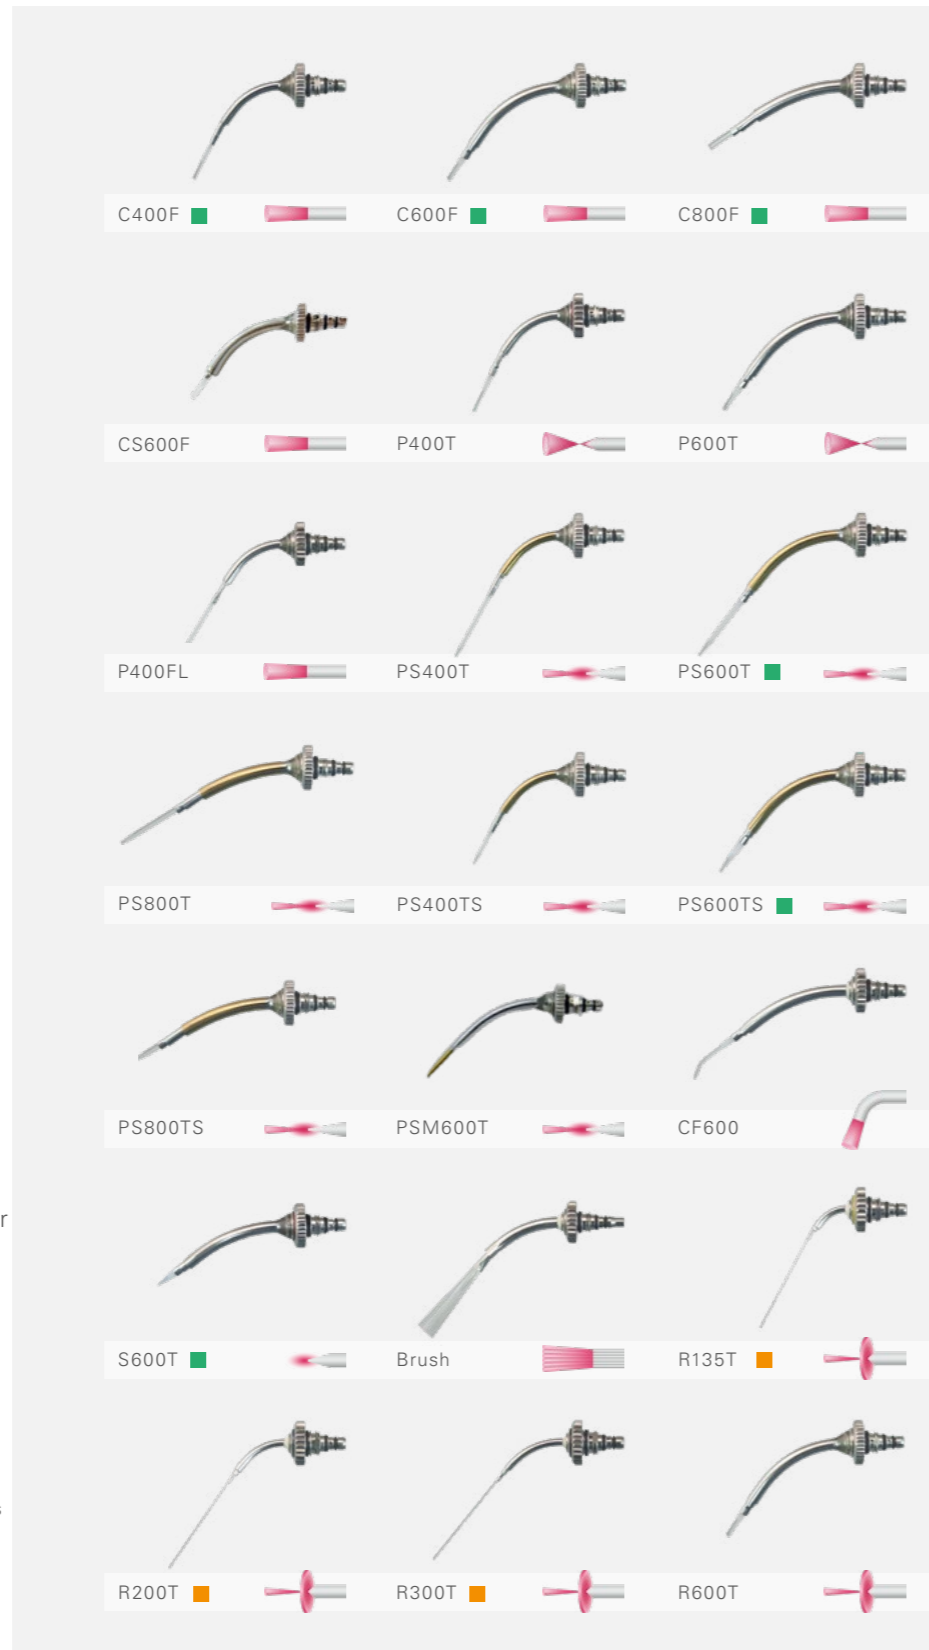 C400F
C600F
C800F
CS600F
P400T
P600T
P400FL
PS400T
PS600T
PS800T
PS400TS
PS600TS
PS800TS
PSM600T
CF600
r
S600T
Brush
R135T
s
R200T
R300T
R600T